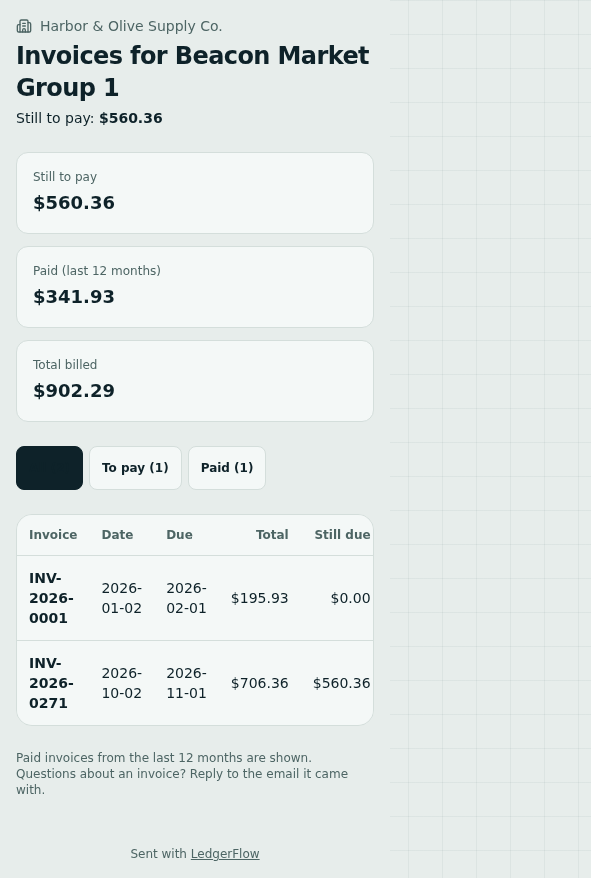 Harbor & Olive Supply Co.
Invoices for Beacon Market
Group 1
Still to pay: $560.36
Still to pay
$560.36
Paid (last 12 months)
$341.93
Total billed
$902.29
To pay (1) Paid (1)
Invoice Date Due Total Still due
INV-2026-0001 2026-01-02 2026-02-01 $195.93 $0.00
INV-2026-0271 2026-10-02 2026-11-01 $706.36 $560.36
Paid invoices from the last 12 months are shown.
Questions about an invoice? Reply to the email it came
with.
Sent with LedgerFlow